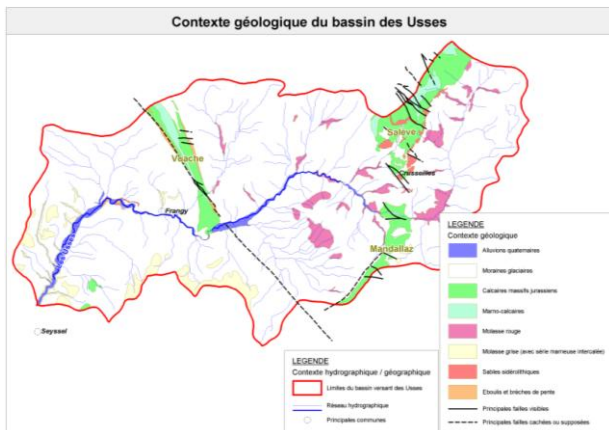 Contexte géologique du bassin des Usses
Salève
Vuache
Cruseilles
Frangy
Mandallaz
Seyssel
LEGENDE
Contexte géologique
Alluvions quaternaires
Moraines glaciaires
Calcaires massifs jurassiens
Marno-calcaires
Molasse rouge
Molasse grise (avec série marneuse intercalée)
Sables sidérolithiques
Eboulis et brèches de pente
Principales failles visibles
Principales failles cachées ou supposées
LEGENDE
Contexte hydrographique / géographique
Limites du bassin versant des Usses
Réseau hydrographique
Principales communes